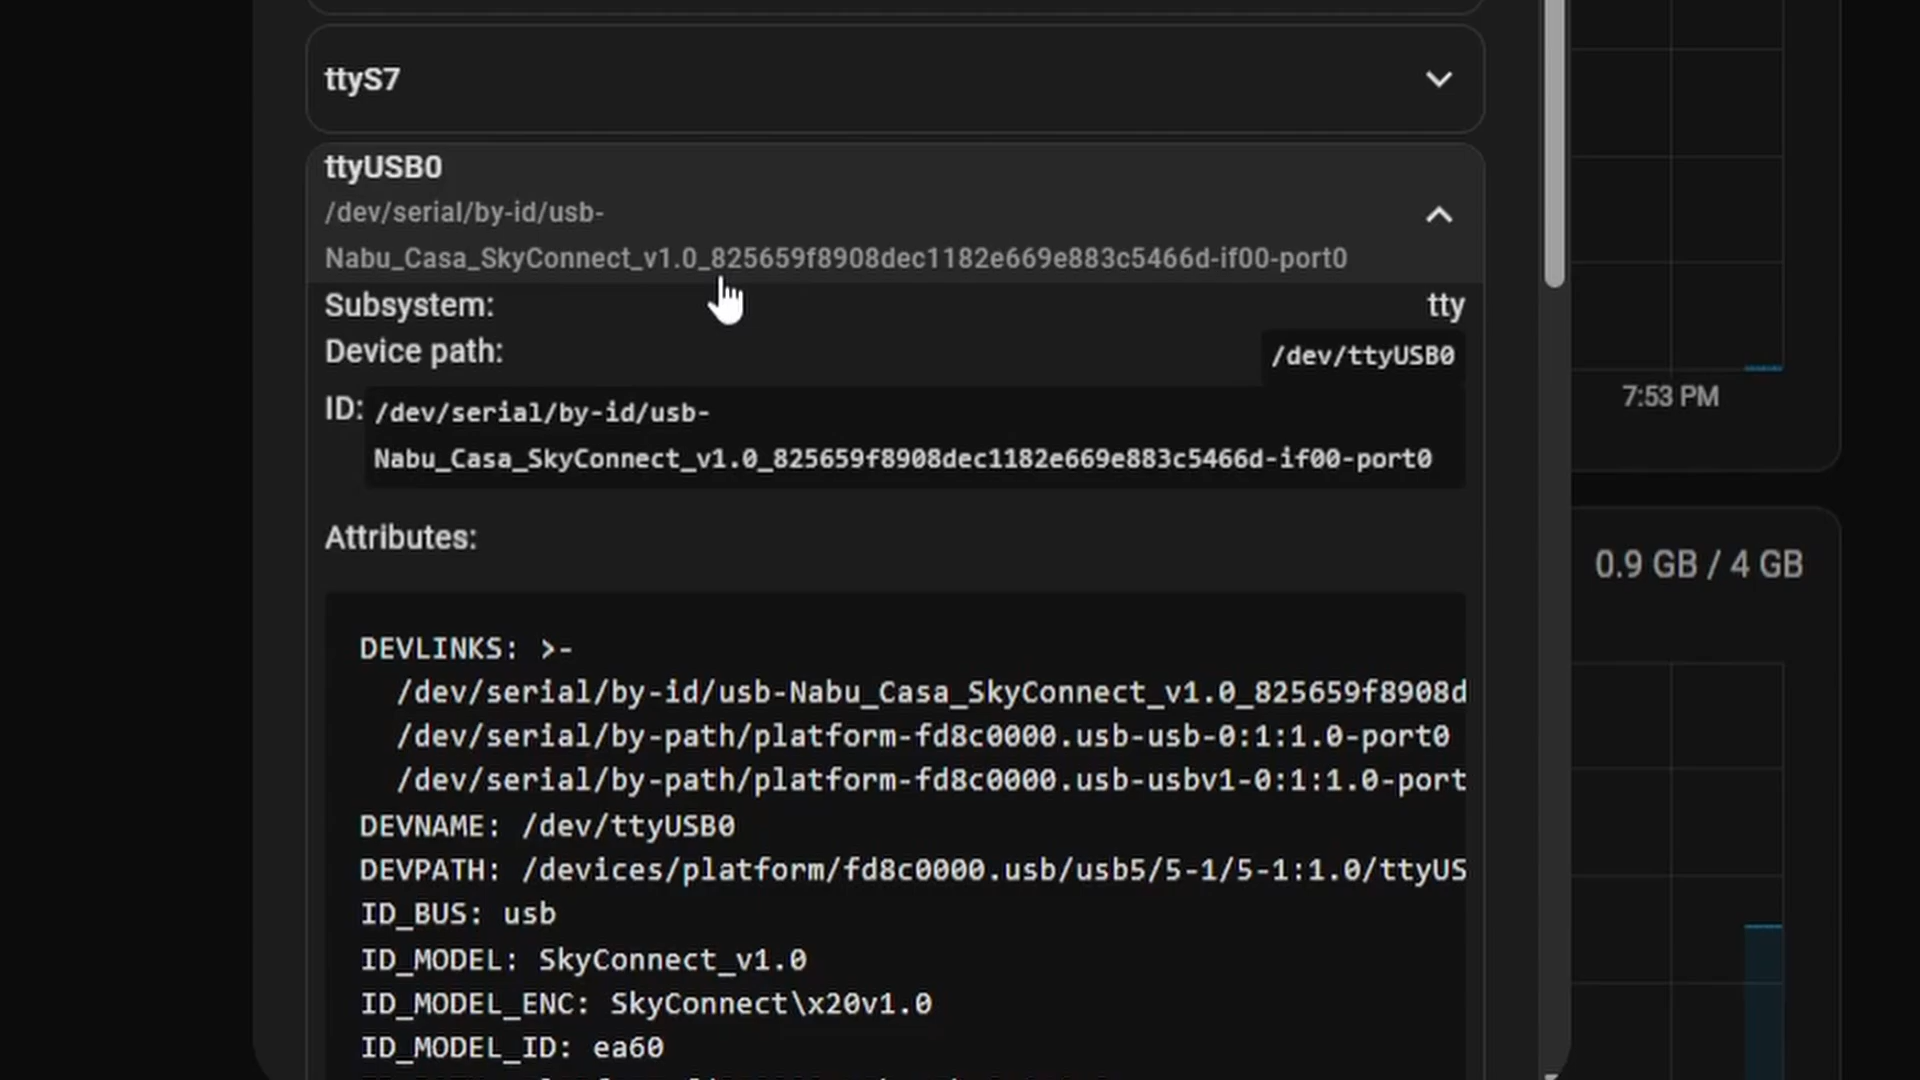 ttyS7
ttyUSB0
/dev/serial/by-id/usb-
Nabu_Casa_SkyConnect_v1.0_825659f8908dec1182e669e883c5466d-if00-port0
Subsystem: tty
Device path: /dev/ttyUSB0
ID: /dev/serial/by-id/usb-
Nabu_Casa_SkyConnect_v1.0_825659f8908dec1182e669e883c5466d-if00-port0
Attributes:
DEVLINKS: >-
/dev/serial/by-id/usb-Nabu_Casa_SkyConnect_v1.0_825659f8908d
/dev/serial/by-path/platform-fd8c0000.usb-usb-0:1:1.0-port0
/dev/serial/by-path/platform-fd8c0000.usb-usbv1-0:1:1.0-port
DEVNAME: /dev/ttyUSB0
DEVPATH: /devices/platform/fd8c0000.usb/usb5/5-1/5-1:1.0/ttyUS
ID_BUS: usb
ID_MODEL: SkyConnect_v1.0
ID_MODEL_ENC: SkyConnect\x20v1.0
ID_MODEL_ID: ea60
7:53 PM
0.9 GB / 4 GB